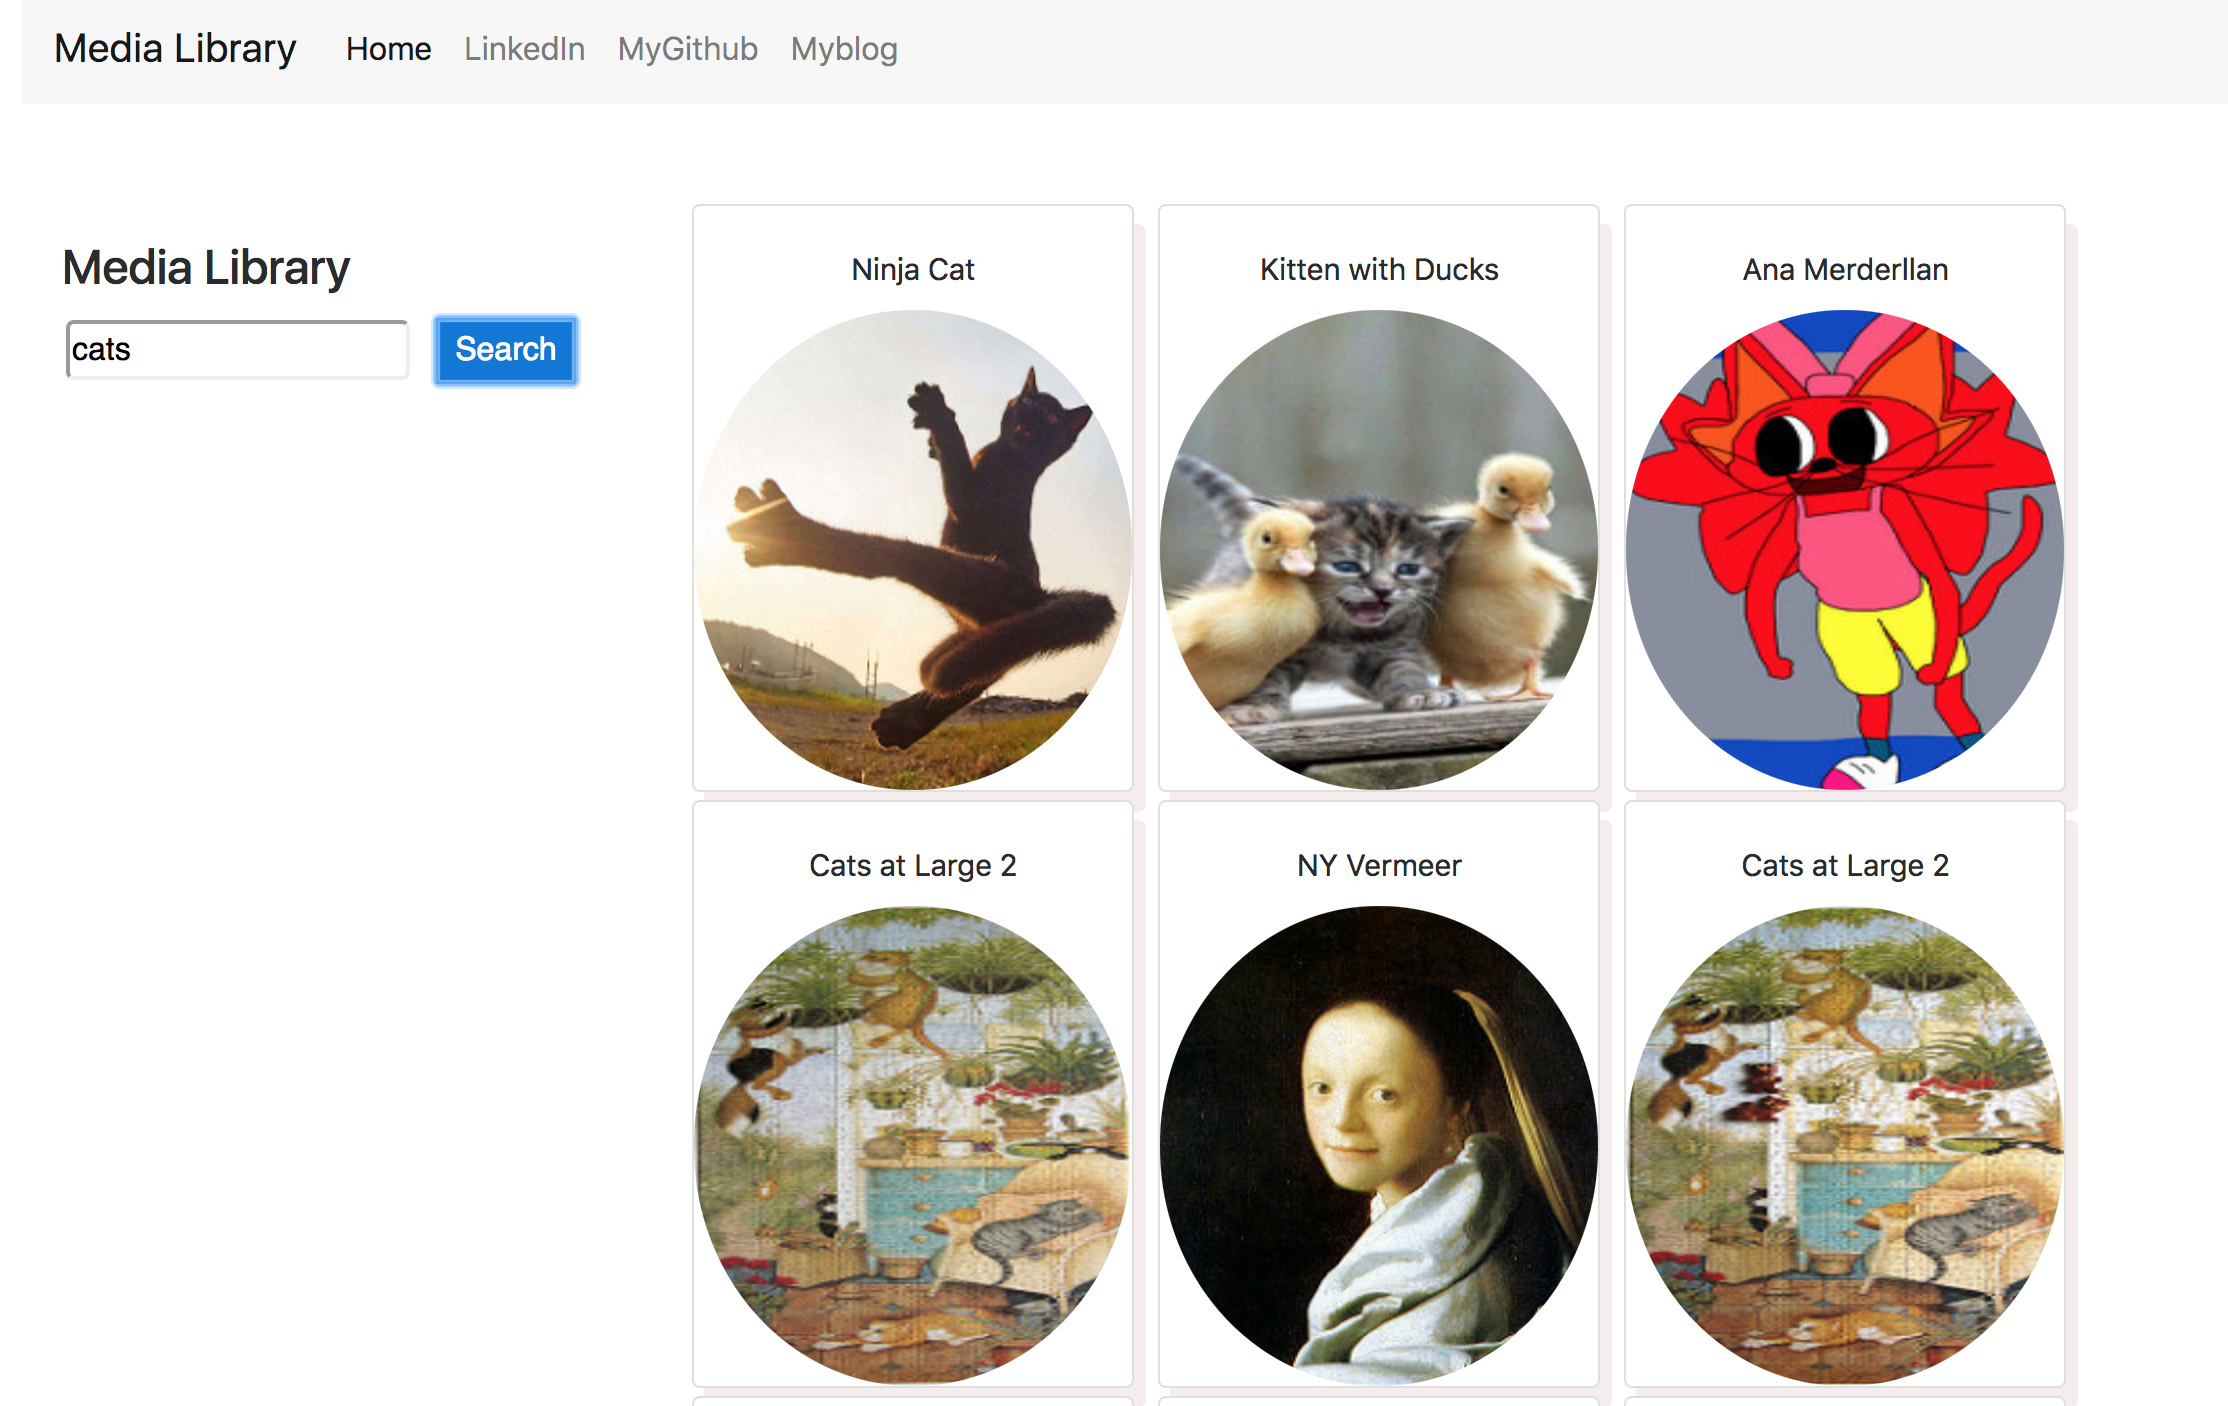 Media Library Home LinkedIn MyGithub Myblog
Media Library
cats Search
Ninja Cat
Kitten with Ducks
Ana Merderllan
Cats at Large 2
NY Vermeer
Cats at Large 2